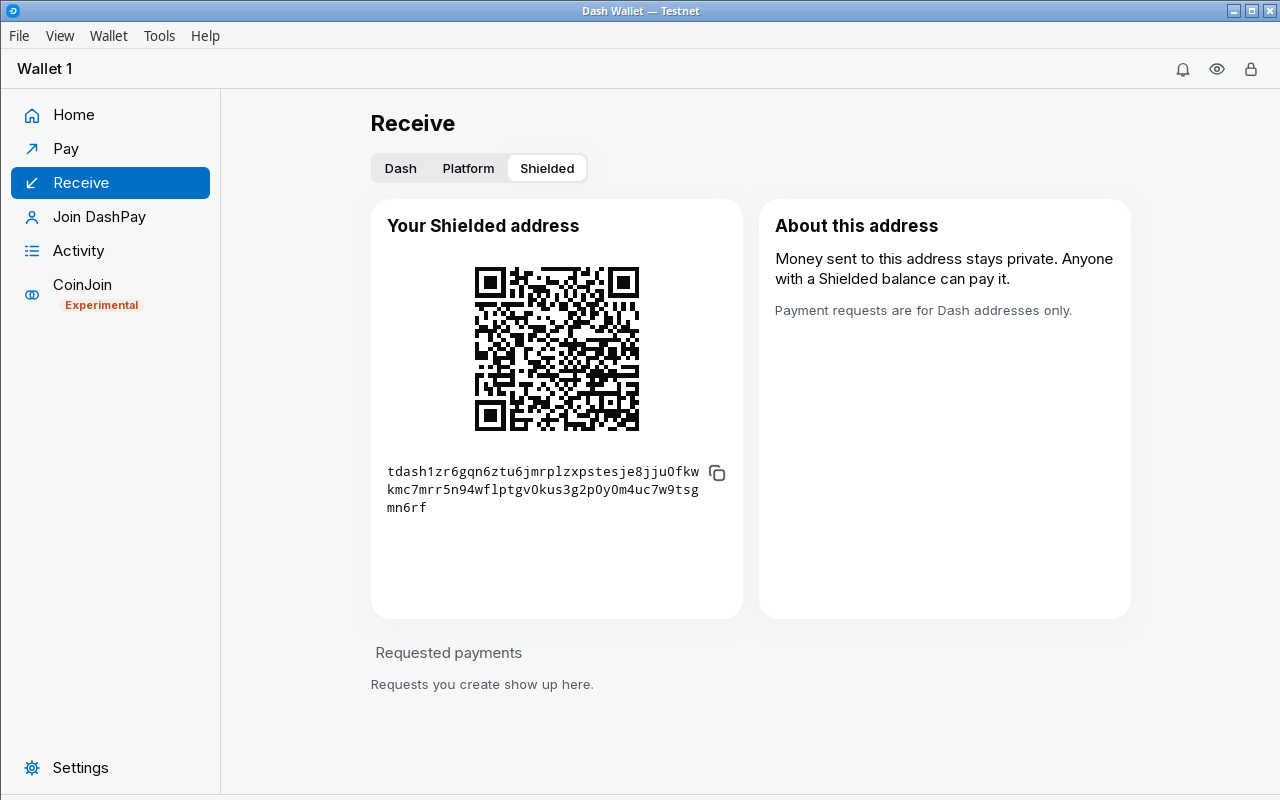 Dash Wallet — Testnet
File View Wallet Tools Help
Wallet 1
Home
Pay
Receive
Join DashPay
Activity
CoinJoin
Experimental
Settings
Receive
Dash Platform Shielded
Your Shielded address
tdash1zr6gqn6ztu6jmrplzxpstesje8jju0fkw
kmc7mrr5n94wflptgv0kus3g2p0y0m4uc7w9tsg
mn6rf
About this address
Money sent to this address stays private. Anyone
with a Shielded balance can pay it.
Payment requests are for Dash addresses only.
Requested payments
Requests you create show up here.